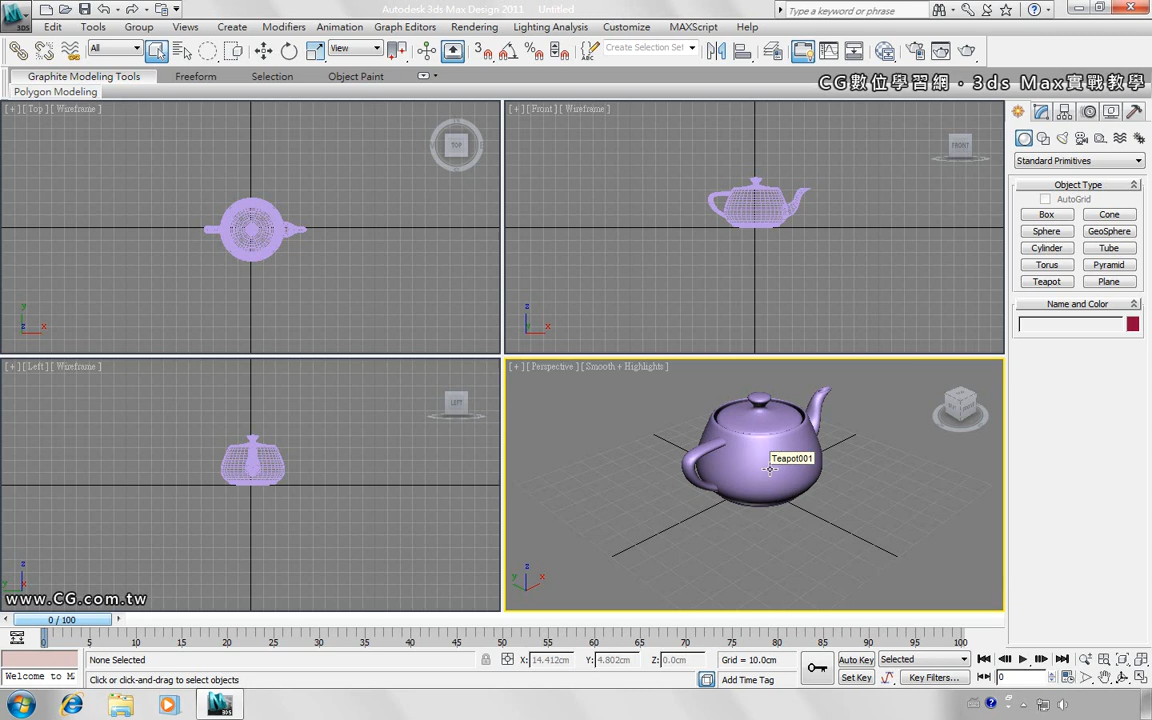 Autodesk 3ds Max Design 2011 Untitled
Type a keyword or phrase
Edit Tools Group Views Create Modifiers Animation Graph Editors Rendering Lighting Analysis Customize MAXScript Help
All
View
Create Selection Sel
Graphite Modeling Tools Freeform Selection Object Paint
Polygon Modeling
CG數位學習網・3ds Max實戰教學
[ + ] [ Top ] [ Wireframe ]
TOP
[ + ] [ Front ] [ Wireframe ]
FRONT
Standard Primitives
Object Type
AutoGrid
Box Cone
Sphere GeoSphere
Cylinder Tube
Torus Pyramid
Teapot Plane
Name and Color
[ + ] [ Left ] [ Wireframe ]
LEFT
[ + ] [ Perspective ] [ Smooth + Highlights ]
Teapot001
www.CG.com.tw
0 / 100
0 5 10 15 20 25 30 35 40 45 50 55 60 65 70 75 80 85 90 95 100
None Selected
X: 14.412cm Y: 4.802cm Z: 0.0cm
Grid = 10.0cm
Auto Key
Selected
Welcome to M
Click or click-and-drag to select objects
Add Time Tag
Set Key
Key Filters...
0